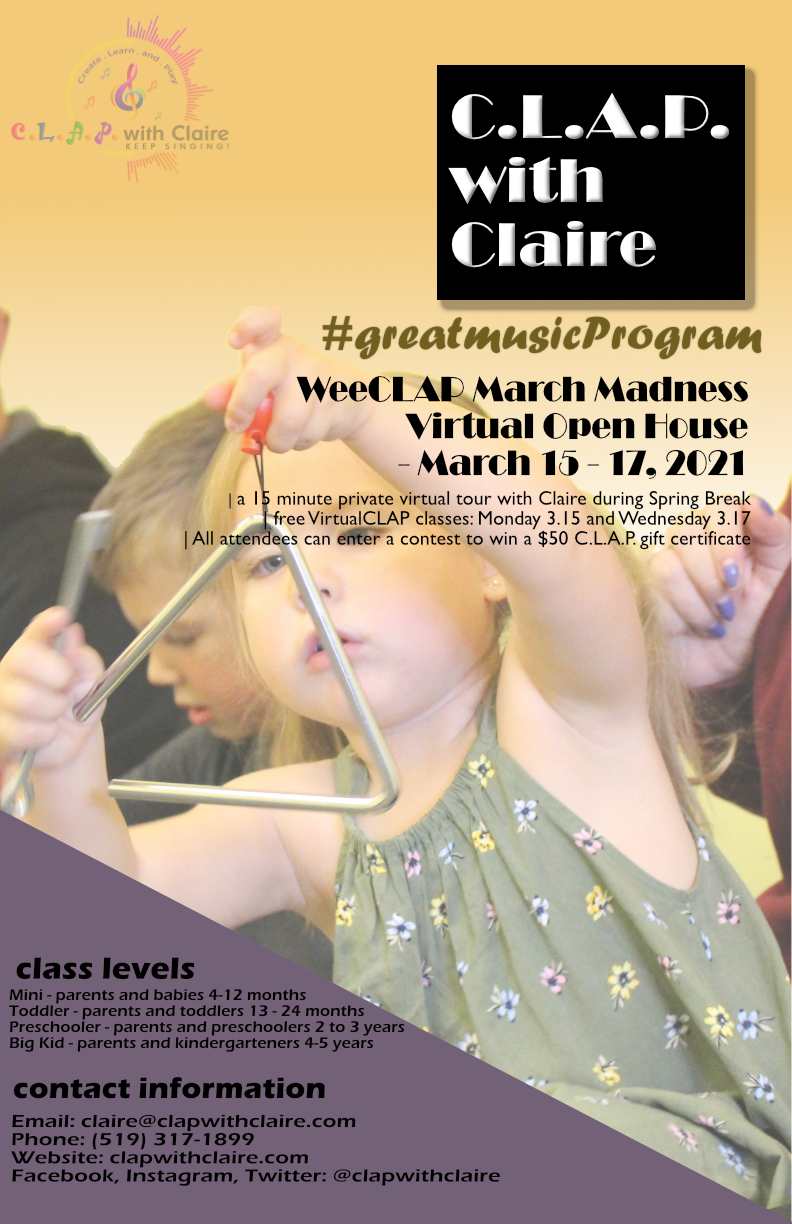 Create . Learn . and . Play
C.L.A.P. with Claire
KEEP SINGING!
C.L.A.P.
with
Claire
#greatmusicProgram
WeeCLAP March Madness
Virtual Open House
- March 15 - 17, 2021
| a 15 minute private virtual tour with Claire during Spring Break
| free VirtualCLAP classes: Monday 3.15 and Wednesday 3.17
| All attendees can enter a contest to win a $50 C.L.A.P. gift certificate
class levels
Mini - parents and babies 4-12 months
Toddler - parents and toddlers 13 - 24 months
Preschooler - parents and preschoolers 2 to 3 years
Big Kid - parents and kindergarteners 4-5 years
contact information
Email: claire@clapwithclaire.com
Phone: (519) 317-1899
Website: clapwithclaire.com
Facebook, Instagram, Twitter: @clapwithclaire